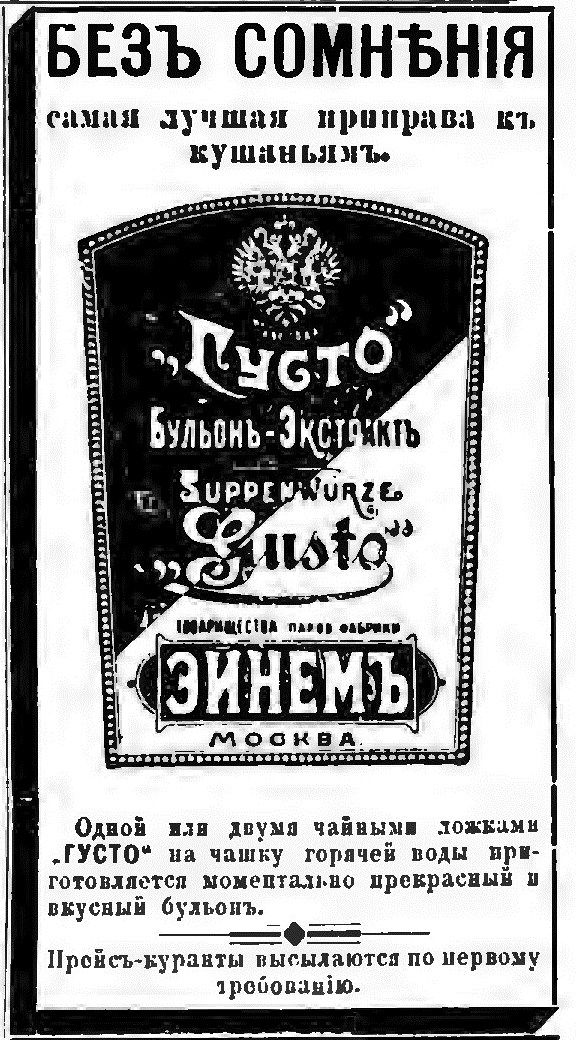 БЕЗЪ СОМНѢНІЯ
самая лучшая приправа къ
кушаньямъ.
„Густо“
Бульонъ-Экстрактъ
SUPPENWÜRZE
„Gusto“
ТОВАРИЩЕСТВА ПАРОВ ФАБРИКИ
ЭЙНЕМЪ
МОСКВА
Одной или двумя чайными ложками
„ГУСТО“ на чашку горячей воды при-
готовляется моментально прекрасный и
вкусный бульонъ.
Прейсъ-куранты высылаются по первому
требованію.